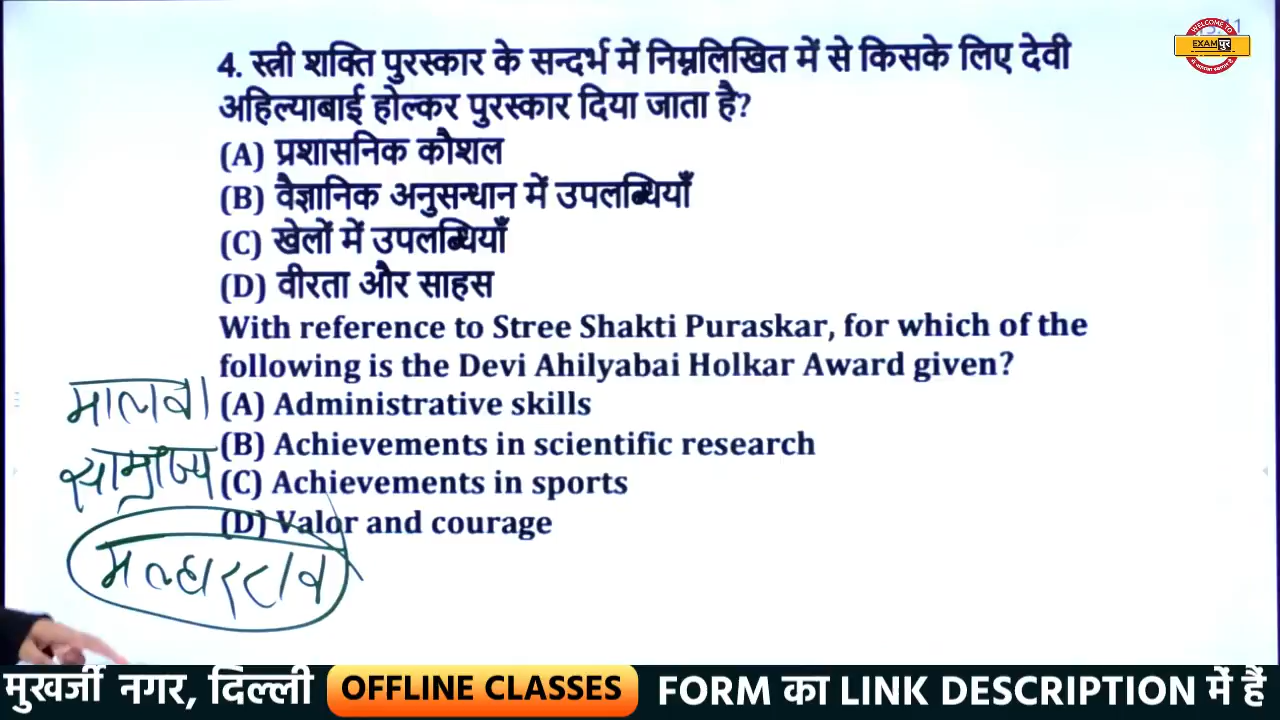 WELCOME TO
EXAMपुर
4. स्त्री शक्ति पुरस्कार के सन्दर्भ में निम्नलिखित में से किसके लिए देवी
अहिल्याबाई होल्कर पुरस्कार दिया जाता है?
(A) प्रशासनिक कौशल
(B) वैज्ञानिक अनुसन्धान में उपलब्धियाँ
(C) खेलों में उपलब्धियाँ
(D) वीरता और साहस
With reference to Stree Shakti Puraskar, for which of the
following is the Devi Ahilyabai Holkar Award given?
मालवा (A) Administrative skills
(B) Achievements in scientific research
साम्राज्य (C) Achievements in sports
(D) Valor and courage
मल्हारराव
मुखर्जी नगर, दिल्ली OFFLINE CLASSES FORM का LINK DESCRIPTION में हैं